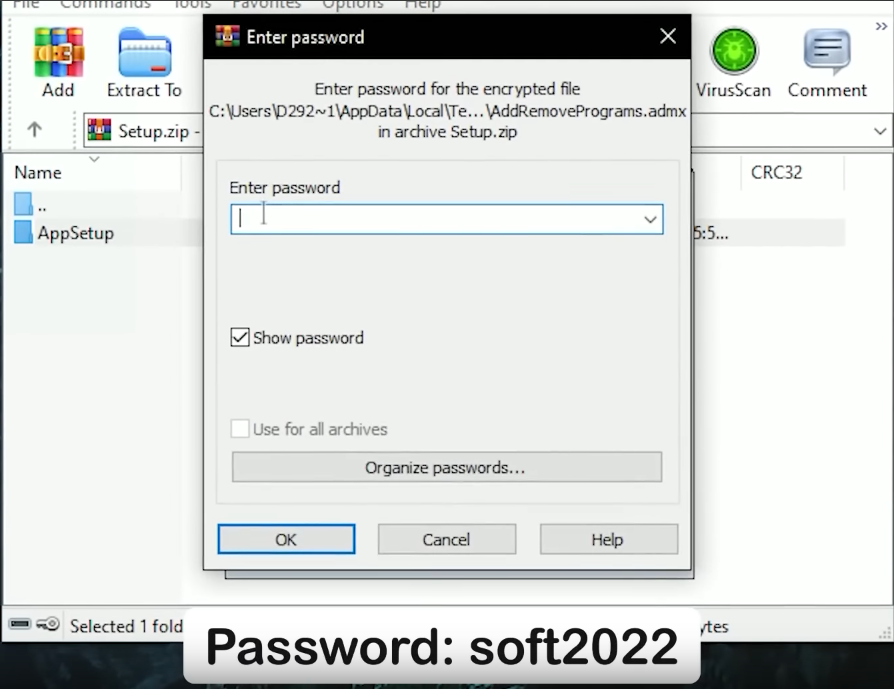 File Commands Tools Favorites Options Help
Enter password
Add
Extract To
VirusScan
Comment
»
Setup.zip -
Enter password for the encrypted file
C:\Users\D292~1\AppData\Local\Te...\AddRemovePrograms.admx
in archive Setup.zip
Name
CRC32
..
AppSetup
5:5...
Enter password
Show password
Use for all archives
Organize passwords...
OK
Cancel
Help
Selected 1 fold
ytes
Password: soft2022